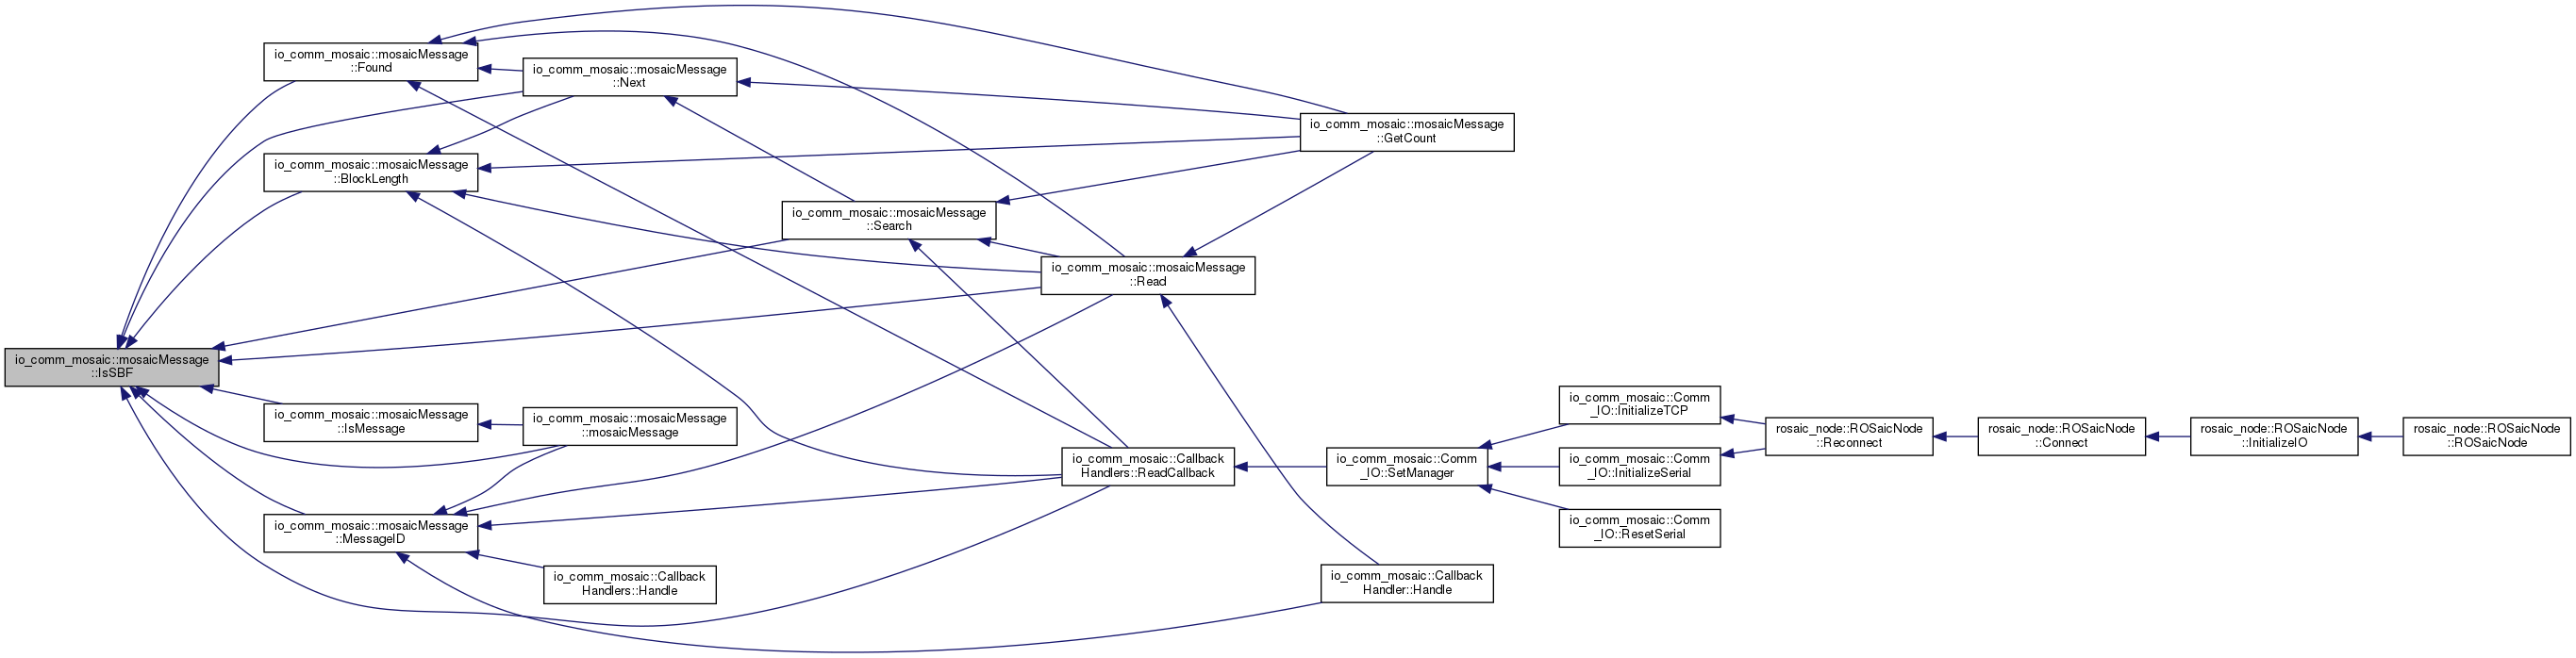 io_comm_mosaic::mosaicMessage
::IsSBF
io_comm_mosaic::mosaicMessage
::Found
io_comm_mosaic::mosaicMessage
::BlockLength
io_comm_mosaic::mosaicMessage
::IsMessage
io_comm_mosaic::mosaicMessage
::MessageID
io_comm_mosaic::mosaicMessage
::Next
io_comm_mosaic::mosaicMessage
::mosaicMessage
io_comm_mosaic::Callback
Handlers::Handle
io_comm_mosaic::mosaicMessage
::Search
io_comm_mosaic::mosaicMessage
::Read
io_comm_mosaic::Callback
Handlers::ReadCallback
io_comm_mosaic::mosaicMessage
::GetCount
io_comm_mosaic::Comm
_IO::SetManager
io_comm_mosaic::Callback
Handler::Handle
io_comm_mosaic::Comm
_IO::InitializeTCP
io_comm_mosaic::Comm
_IO::InitializeSerial
io_comm_mosaic::Comm
_IO::ResetSerial
rosaic_node::ROSaicNode
::Reconnect
rosaic_node::ROSaicNode
::Connect
rosaic_node::ROSaicNode
::InitializeIO
rosaic_node::ROSaicNode
::ROSaicNode